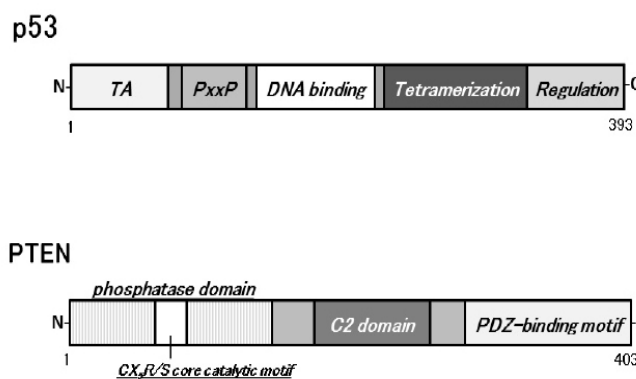 p53
N- TA PxxP DNA binding Tetramerization Regulation -C
1 393
PTEN
phosphatase domain
N- C2 domain PDZ-binding motif
1 403
CX₅R/S core catalytic motif